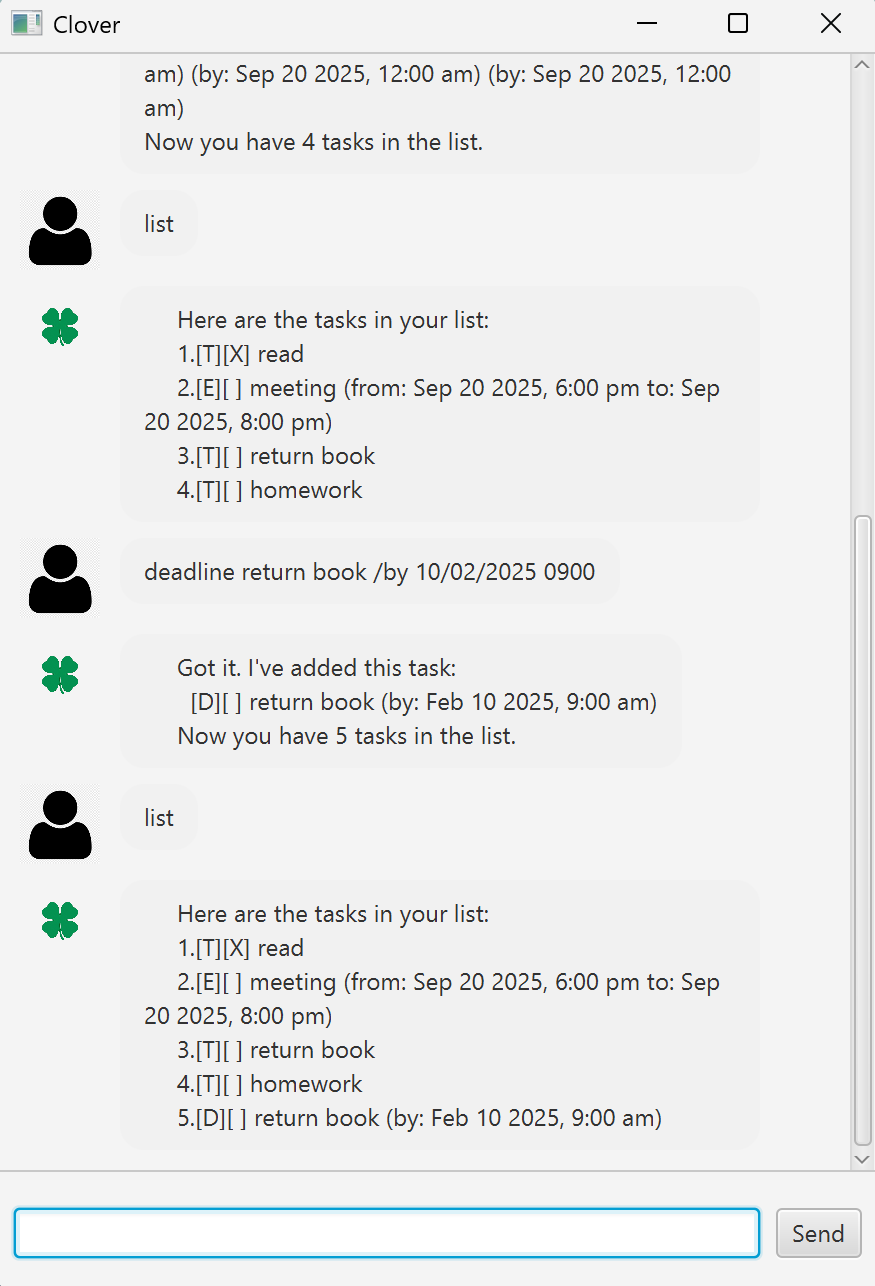 Clover
am) (by: Sep 20 2025, 12:00 am) (by: Sep 20 2025, 12:00
am)
Now you have 4 tasks in the list.
list
Here are the tasks in your list:
1.[T][X] read
2.[E][ ] meeting (from: Sep 20 2025, 6:00 pm to: Sep
20 2025, 8:00 pm)
3.[T][ ] return book
4.[T][ ] homework
deadline return book /by 10/02/2025 0900
Got it. I've added this task:
[D][ ] return book (by: Feb 10 2025, 9:00 am)
Now you have 5 tasks in the list.
list
Here are the tasks in your list:
1.[T][X] read
2.[E][ ] meeting (from: Sep 20 2025, 6:00 pm to: Sep
20 2025, 8:00 pm)
3.[T][ ] return book
4.[T][ ] homework
5.[D][ ] return book (by: Feb 10 2025, 9:00 am)
Send